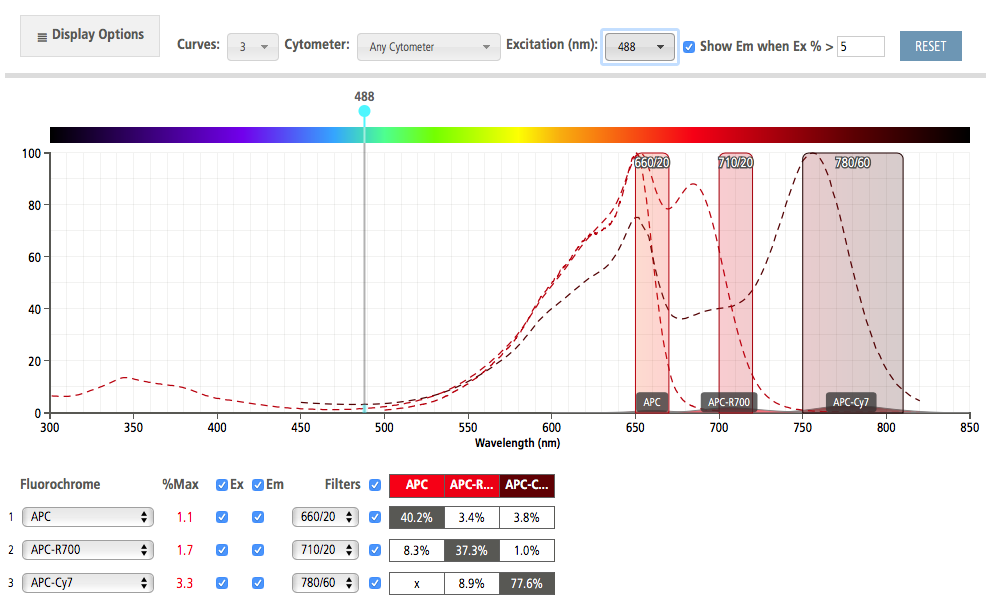 Display Options
Curves: 3 Cytometer: Any Cytometer Excitation (nm): 488 Show Em when Ex % > 5 RESET
488
100
80
60
40
20
0
660/20 710/20 780/60
APC APC-R700 APC-Cy7
300 350 400 450 500 550 600 650 700 750 800 850
Wavelength (nm)
Fluorochrome %Max Ex Em Filters APC APC-R... APC-C...
1 APC 1.1 660/20 40.2% 3.4% 3.8%
2 APC-R700 1.7 710/20 8.3% 37.3% 1.0%
3 APC-Cy7 3.3 780/60 x 8.9% 77.6%